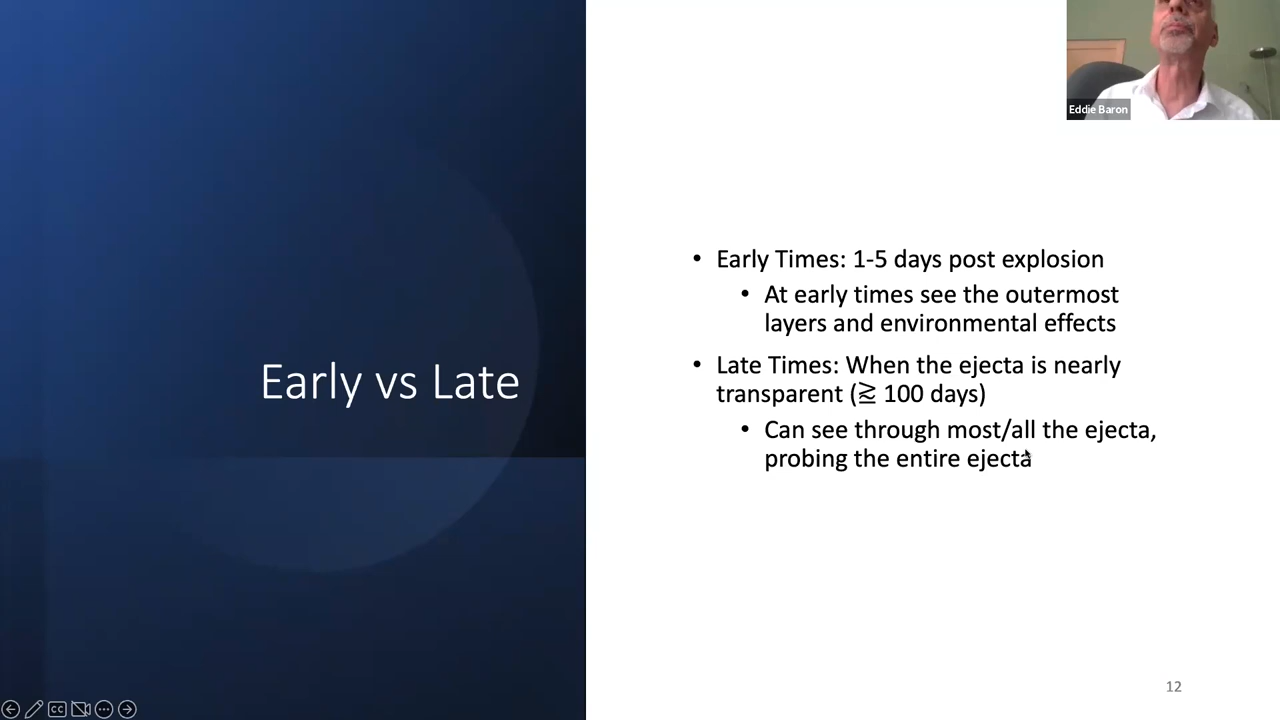 Eddie Baron
Early vs Late
• Early Times: 1-5 days post explosion
• At early times see the outermost
layers and environmental effects
• Late Times: When the ejecta is nearly
transparent (⪆ 100 days)
• Can see through most/all the ejecta,
probing the entire ejecta
12
CC